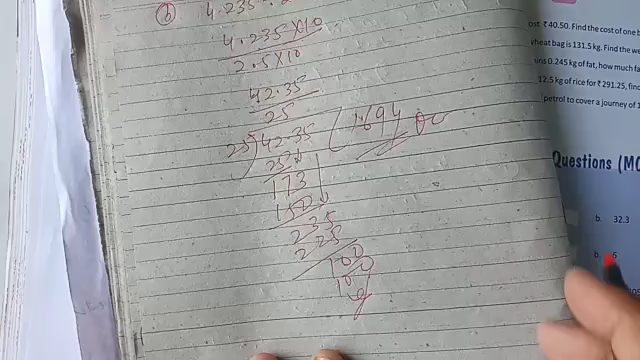 (b) 4.235 ÷ 2
4.235×10
2.5×10
42.35
25
25 ) 42.35 ( 1.694
25↓
173
150↓
235
225
100
100
ost ₹40.50. Find the cost of one b
wheat bag is 131.5 kg. Find the we
ains 0.245 kg of fat, how much fa
12.5 kg of rice for ₹291.25, find
petrol to cover a journey of 1
Questions (MC
b. 32.3
b. 5